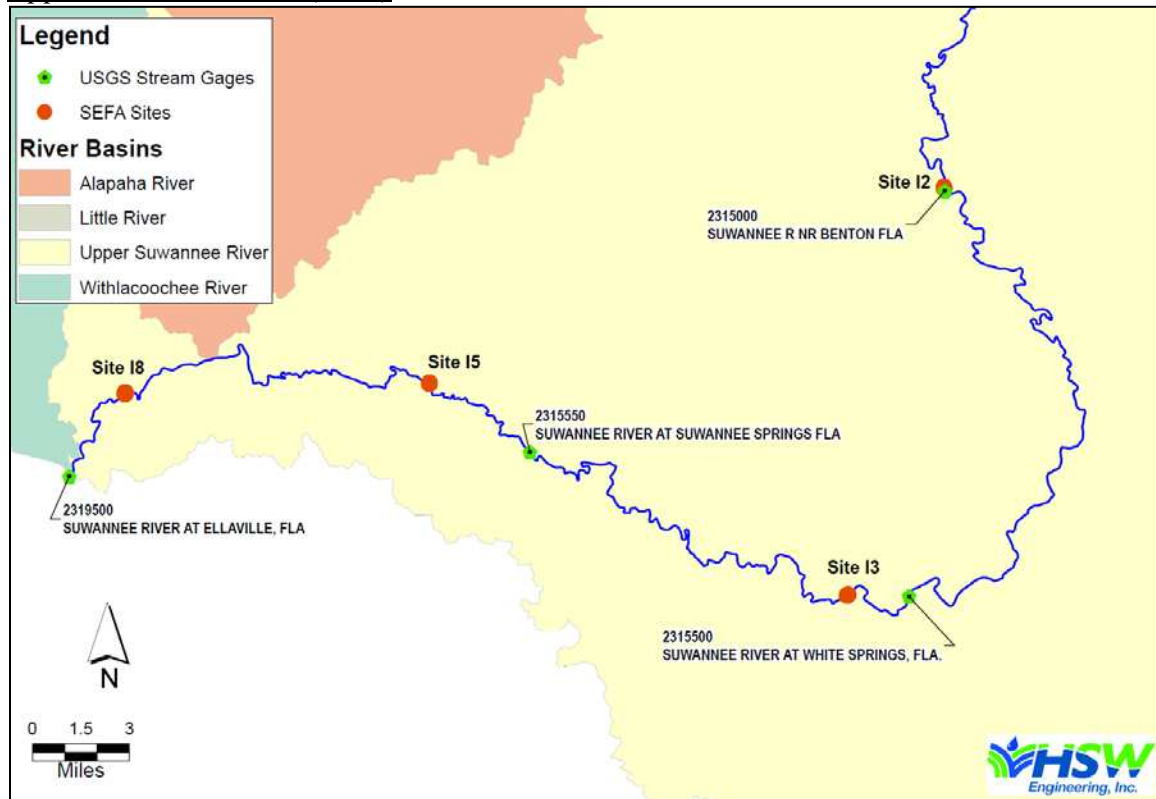 Legend
USGS Stream Gages
SEFA Sites
River Basins
Alapaha River
Little River
Upper Suwannee River
Withlacoochee River
Site I2
2315000
SUWANNEE R NR BENTON FLA
Site I8
Site I5
2315550
SUWANNEE RIVER AT SUWANNEE SPRINGS FLA
2319500
SUWANNEE RIVER AT ELLAVILLE, FLA
Site I3
2315500
SUWANNEE RIVER AT WHITE SPRINGS, FLA.
N
0 1.5 3
Miles
HSW
Engineering, Inc.